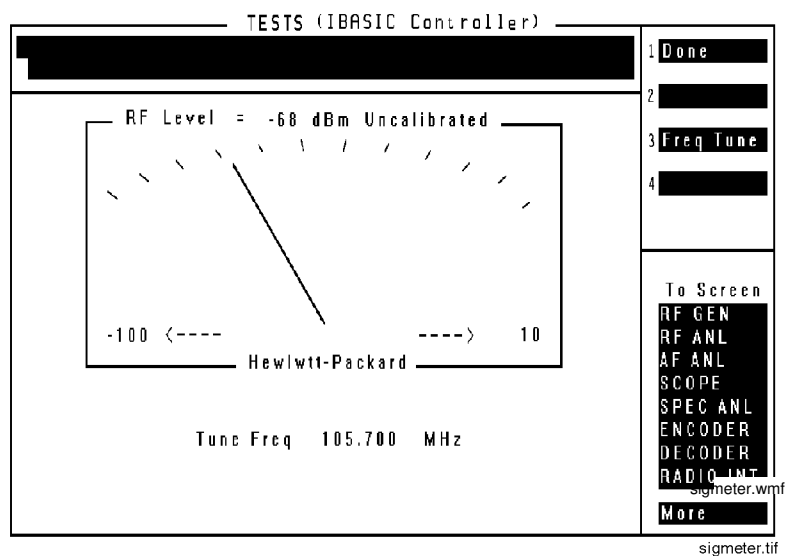 TESTS (IBASIC Controller)
1 Done
2
3 Freq Tune
4
RF Level = -68 dBm Uncalibrated
-100 <---- ----> 10
Hewlwtt-Packard
Tune Freq 105.700 MHz
To Screen
RF GEN
RF ANL
AF ANL
SCOPE
SPEC ANL
ENCODER
DECODER
RADIO INT
sigmeter.wmf
More
sigmeter.tif